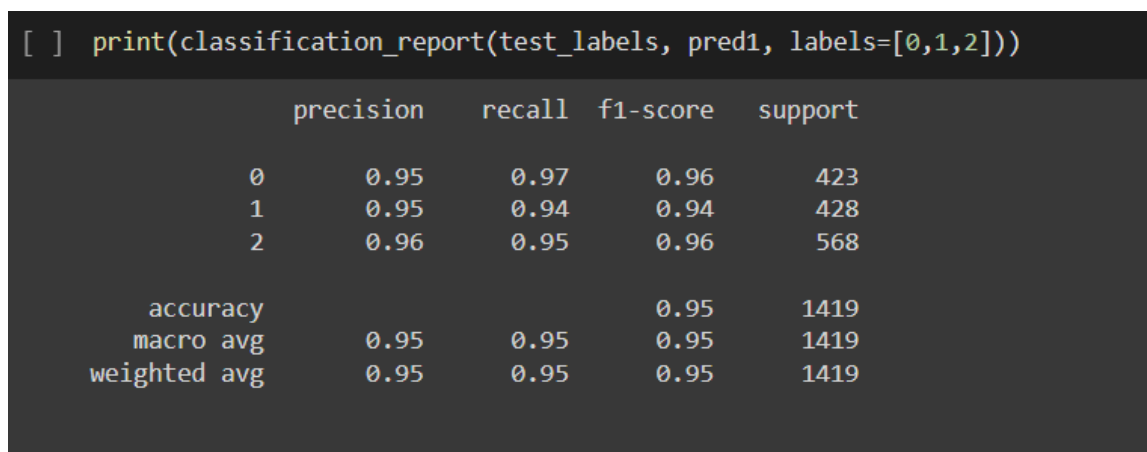 [ ] print(classification_report(test_labels, pred1, labels=[0,1,2]))
precision recall f1-score support
0 0.95 0.97 0.96 423
1 0.95 0.94 0.94 428
2 0.96 0.95 0.96 568
accuracy 0.95 1419
macro avg 0.95 0.95 0.95 1419
weighted avg 0.95 0.95 0.95 1419